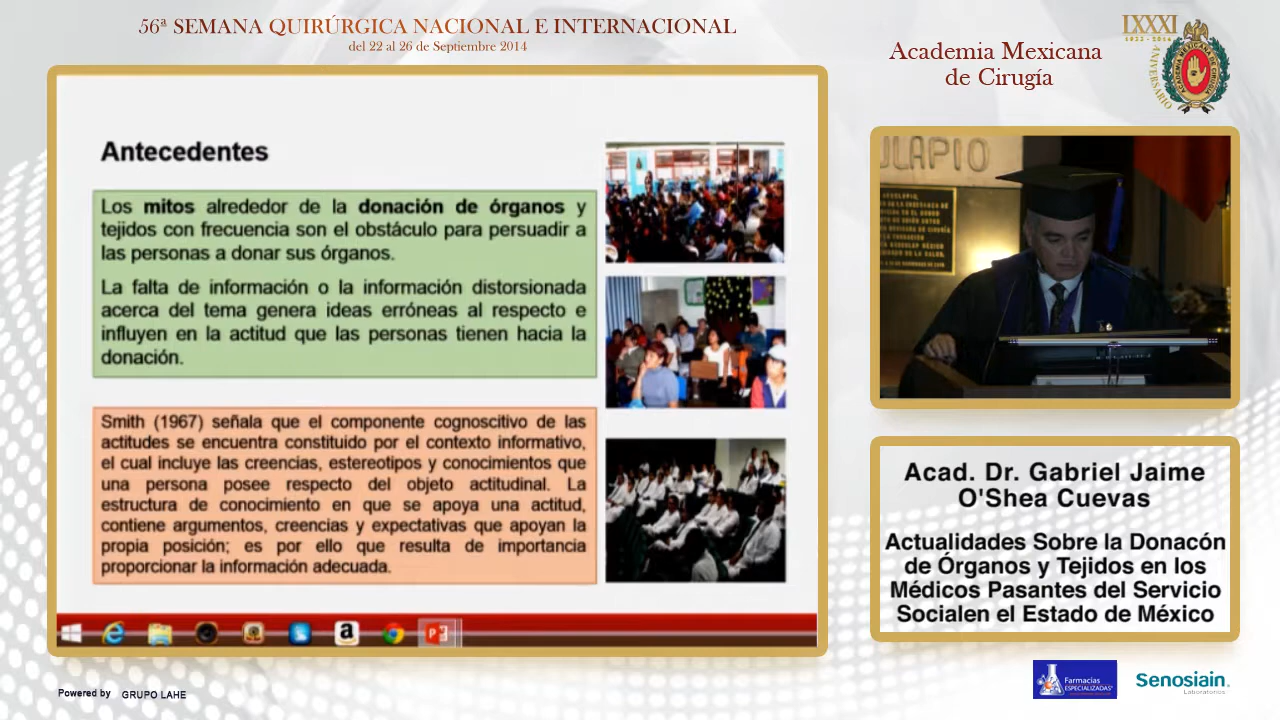 56ª SEMANA QUIRÚRGICA NACIONAL E INTERNACIONAL
del 22 al 26 de Septiembre 2014
Academia Mexicana
de Cirugía
LXXXI
1933 - 2014
ANIVERSARIO
ACADEMIA MEXICANA DE CIRUGIA
Antecedentes
Los mitos alrededor de la donación de órganos y
tejidos con frecuencia son el obstáculo para persuadir a
las personas a donar sus órganos.
La falta de información o la información distorsionada
acerca del tema genera ideas erróneas al respecto e
influyen en la actitud que las personas tienen hacia la
donación.
Smith (1967) señala que el componente cognoscitivo de las
actitudes se encuentra constituido por el contexto informativo,
el cual incluye las creencias, estereotipos y conocimientos que
una persona posee respecto del objeto actitudinal. La
estructura de conocimiento en que se apoya una actitud,
contiene argumentos, creencias y expectativas que apoyan la
propia posición; es por ello que resulta de importancia
proporcionar la información adecuada.
ULAPIO
Acad. Dr. Gabriel Jaime
O'Shea Cuevas
Actualidades Sobre la Donacón
de Órganos y Tejidos en los
Médicos Pasantes del Servicio
Socialen el Estado de México
Powered by GRUPO LAHE
Farmacias
ESPECIALIZADAS
Senosiain
Laboratorios